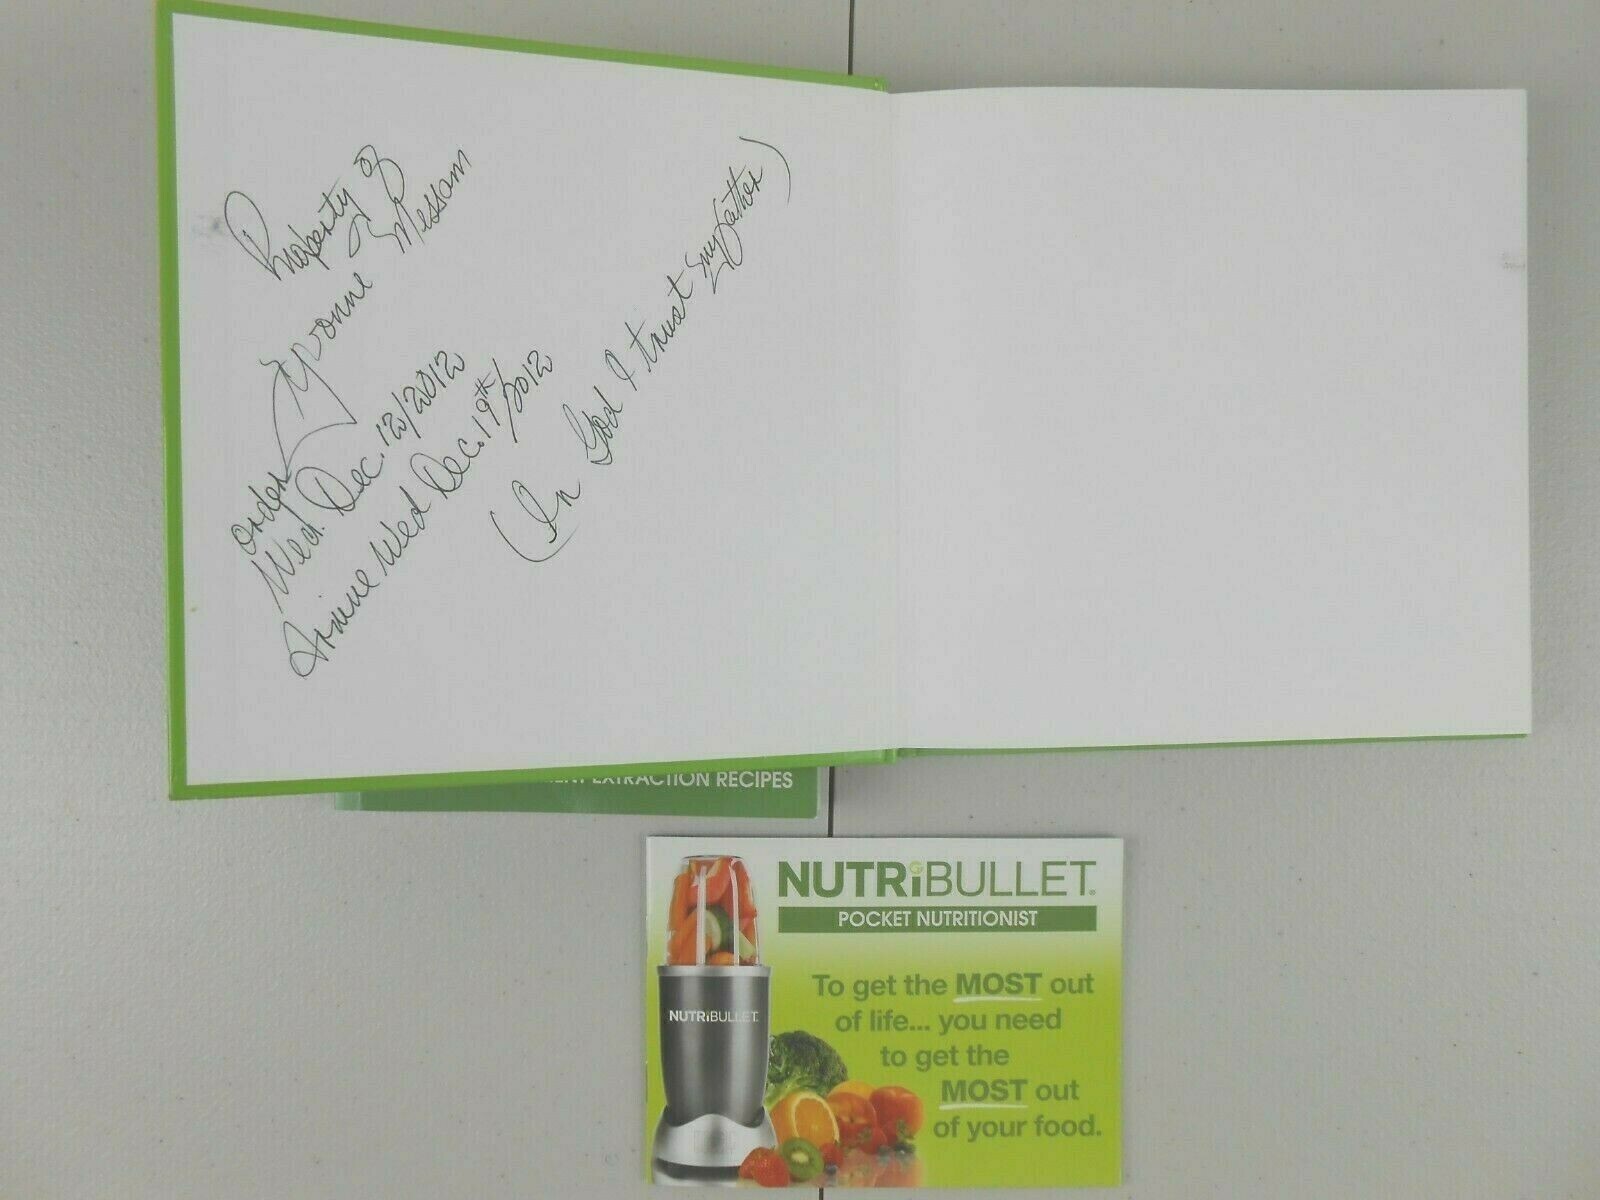 Property of
Yvonne Messam
order
Wed. Dec. 12/2012
Wed Dec. 19th/2012
(In God I trust my father)
EXTRACTION RECIPES
NUTRiBULLET®
POCKET NUTRITIONIST
To get the MOST out
of life... you need
to get the
MOST out
of your food.
NUTRiBULLET